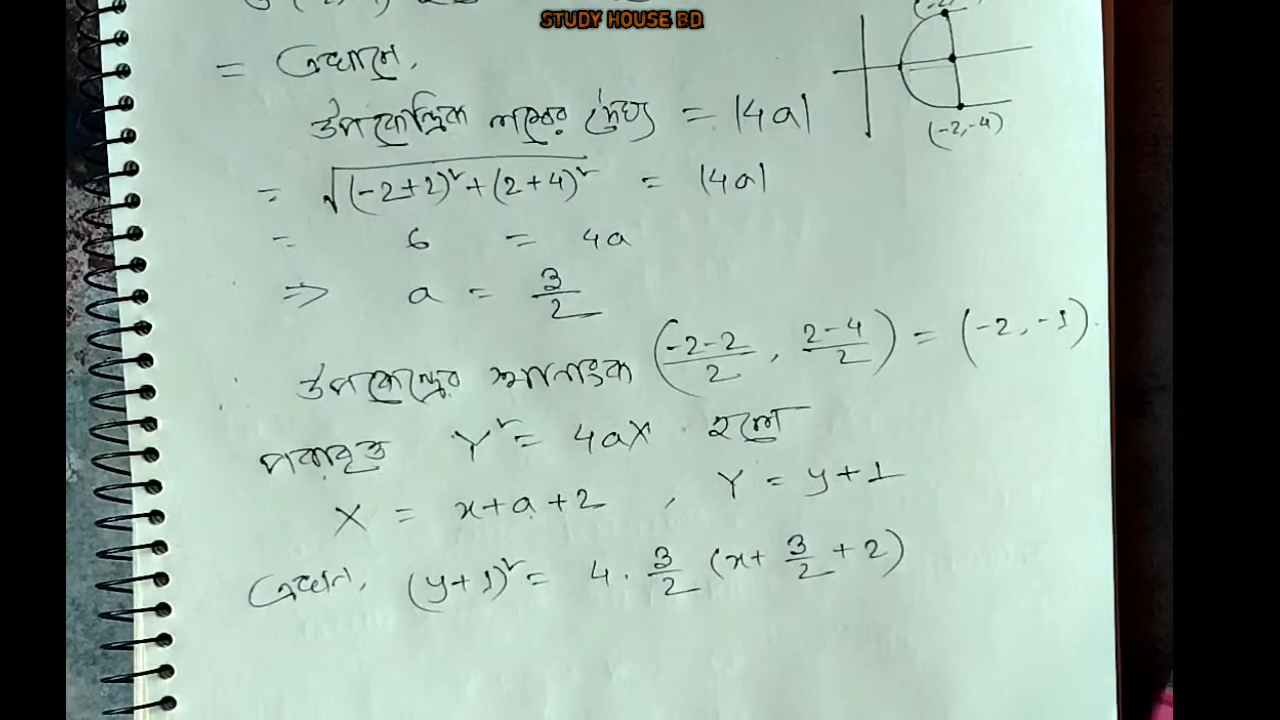 STUDY HOUSE BD
= এখানে,
উপকেন্দ্রিক লম্বের দৈর্ঘ্য = |4a|
(-2,-4)
= √(-2+2)² + (2+4)² = |4a|
= 6 = 4a
⇒ a = 3/2
উপকেন্দ্রের স্থানাংক (-2-2/2, 2-4/2) = (-2, -1).
পরাবৃত্ত Y² = 4aX হলে
X = x+a+2, Y = y+1
এখন, (y+1)² = 4 . 3/2 (x+ 3/2 + 2)